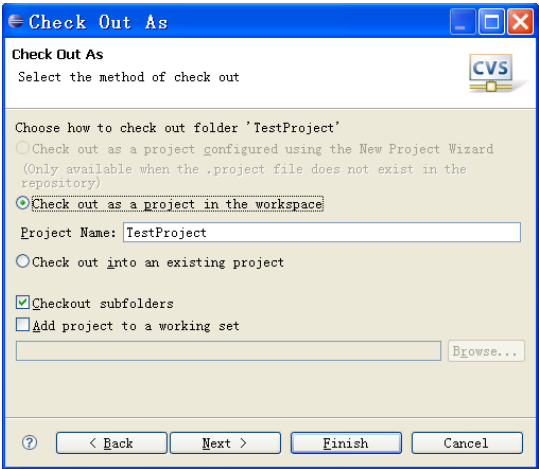 Check Out As
Check Out As
Select the method of check out
CVS
Choose how to check out folder 'TestProject'
Check out as a project configured using the New Project Wizard
(Only available when the .project file does not exist in the
repository)
Check out as a project in the workspace
Project Name: TestProject
Check out into an existing project
Checkout subfolders
Add project to a working set
Browse...
? < Back Next > Finish Cancel